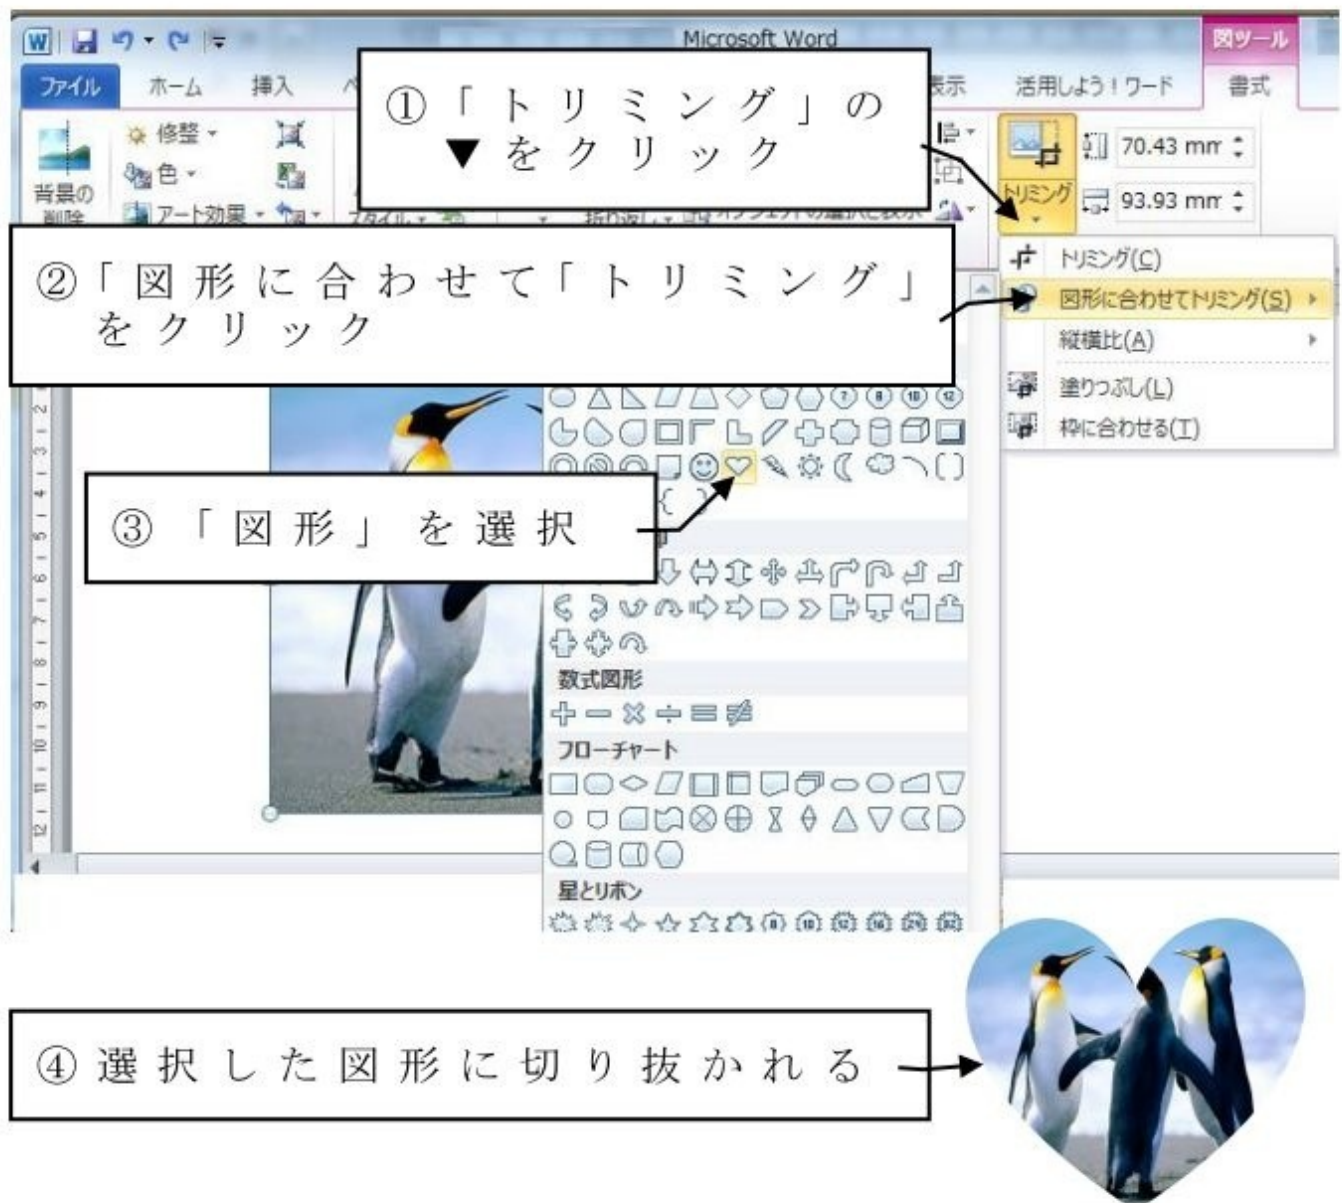 Microsoft Word
図ツール
ファイル ホーム 挿入 表示 活用しよう！ワード 書式
①「トリミング」の
▼をクリック
修整
色
アート効果
背景の
削除
トリミング
70.43 mm
93.93 mm
②「図形に合わせて「トリミング」
をクリック
トリミング(C)
図形に合わせてトリミング(S)
縦横比(A)
塗りつぶし(L)
枠に合わせる(T)
③「図形」を選択
数式図形
フローチャート
星とリボン
④選択した図形に切り抜かれる